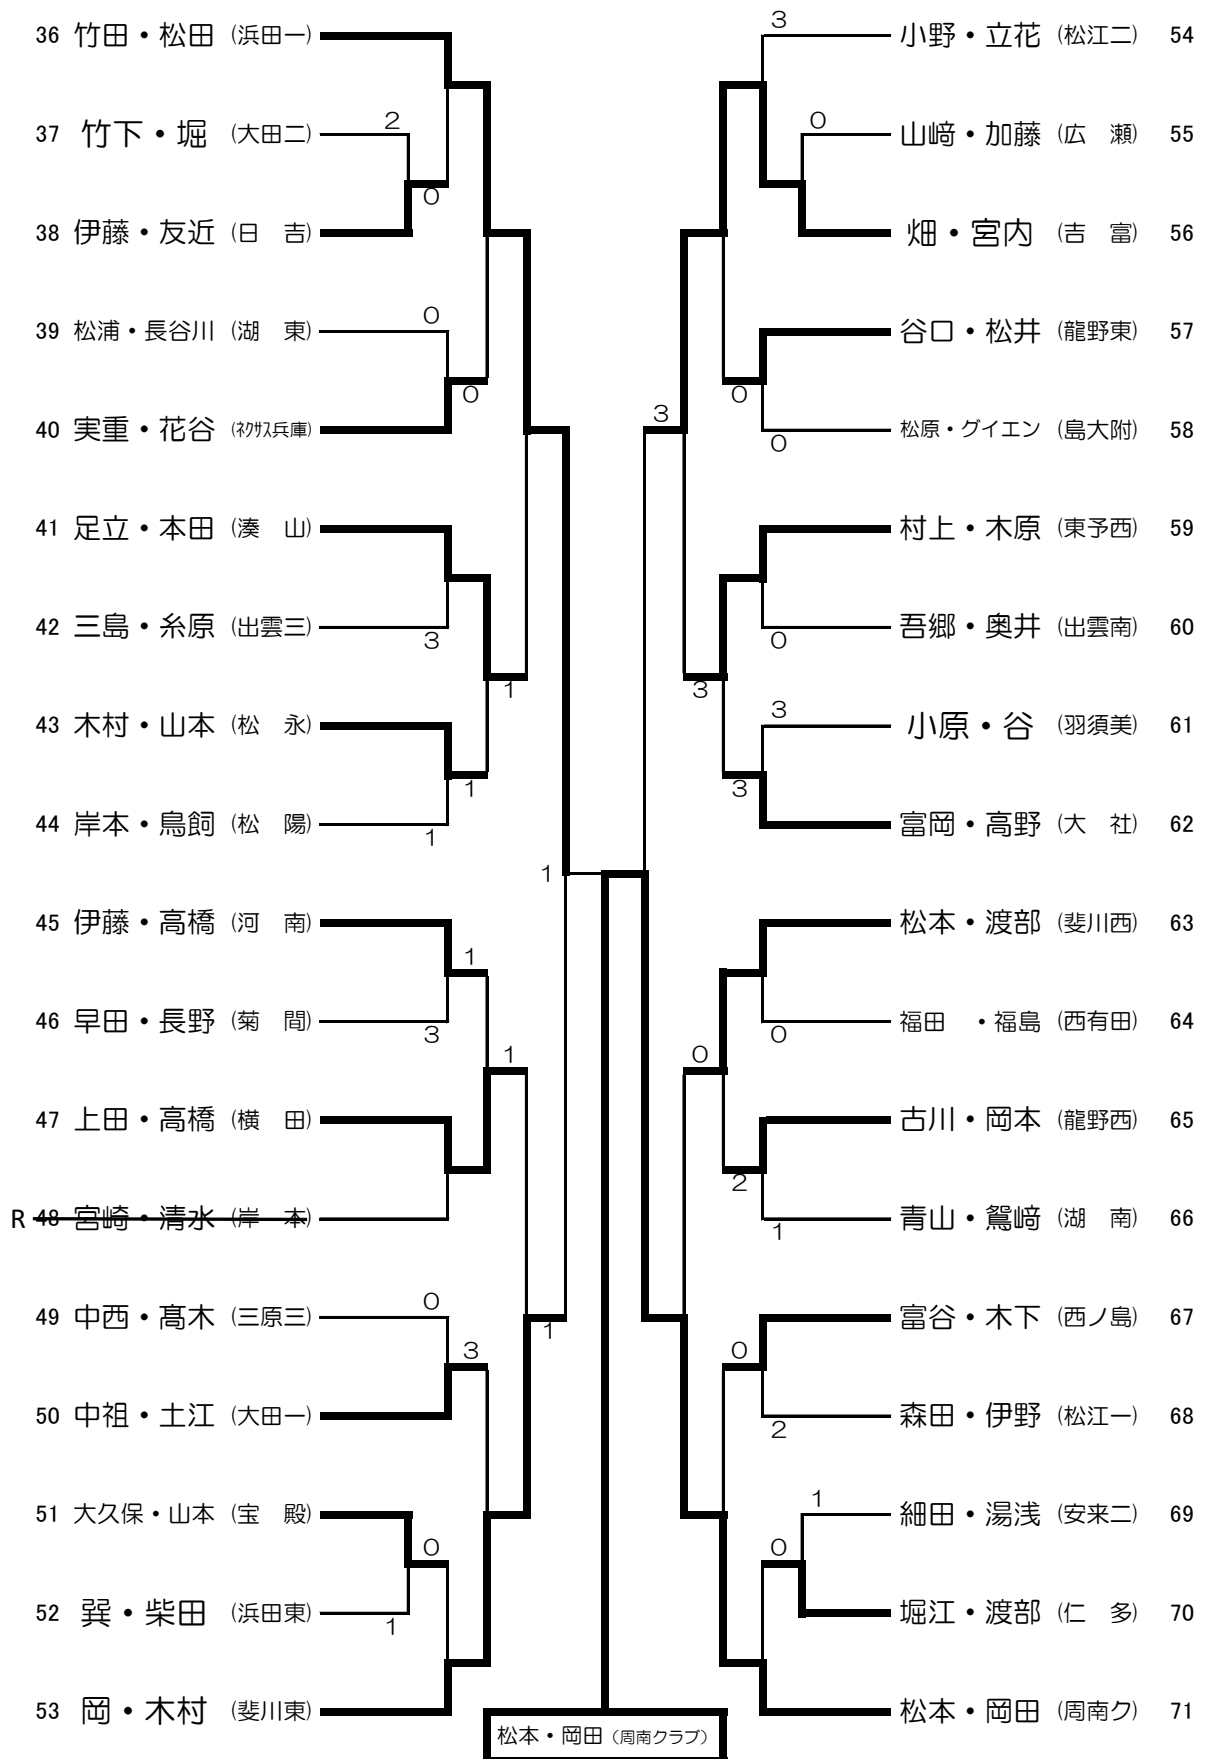 36 竹田・松田 (浜田一)
37 竹下・堀 (大田二) 2
0
38 伊藤・友近 (日 吉)
39 松浦・長谷川 (湖 東) 0
0
40 実重・花谷 (ﾈｸｻｽ兵庫)
41 足立・本田 (湊 山)
42 三島・糸原 (出雲三) 3
1
43 木村・山本 (松 永)
1
44 岸本・鳥飼 (松 陽) 1
1
45 伊藤・高橋 (河 南)
1
46 早田・長野 (菊 間) 3
1
47 上田・高橋 (横 田)
R 48 宮崎・清水 (岸 本)
49 中西・髙木 (三原三) 0
1
3
50 中祖・土江 (大田一)
51 大久保・山本 (宝 殿)
0
52 巽・柴田 (浜田東) 1
53 岡・木村 (斐川東)
3 小野・立花 (松江二) 54
0 山﨑・加藤 (広 瀬) 55
畑・宮内 (吉 富) 56
谷口・松井 (龍野東) 57
0
3
0 松原・グイエン (島大附) 58
村上・木原 (東予西) 59
0 吾郷・奥井 (出雲南) 60
3
3 小原・谷 (羽須美) 61
3
富岡・高野 (大 社) 62
松本・渡部 (斐川西) 63
0 福田 ・福島 (西有田) 64
0
古川・岡本 (龍野西) 65
2
1 青山・鴛﨑 (湖 南) 66
富谷・木下 (西ノ島) 67
0
2 森田・伊野 (松江一) 68
1 細田・湯浅 (安来二) 69
0
堀江・渡部 (仁 多) 70
松本・岡田 (周南ク) 71
松本・岡田 (周南クラブ)